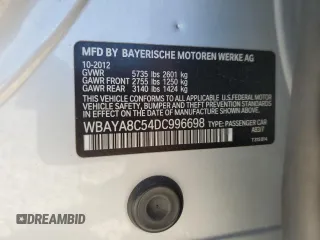 MFD BY BAYERISCHE MOTOREN WERKE AG
10-2012
GVWR 5735 lbs 2601 kg
GAWR FRONT 2755 lbs 1250 kg
GAWR REAR 3140 lbs 1424 kg
THIS VEHICLE CONFORMS TO ALL APPLICABLE FEDERAL
MOTOR VEHICLE SAFETY, BUMPER, AND THEFT
PREVENTION STANDARDS IN EFFECT ON THE DATE OF
MANUFACTURE SHOWN ABOVE.
WBAYA8C54DC996698 TYPE: PASSENGER CAR
DREAMBID